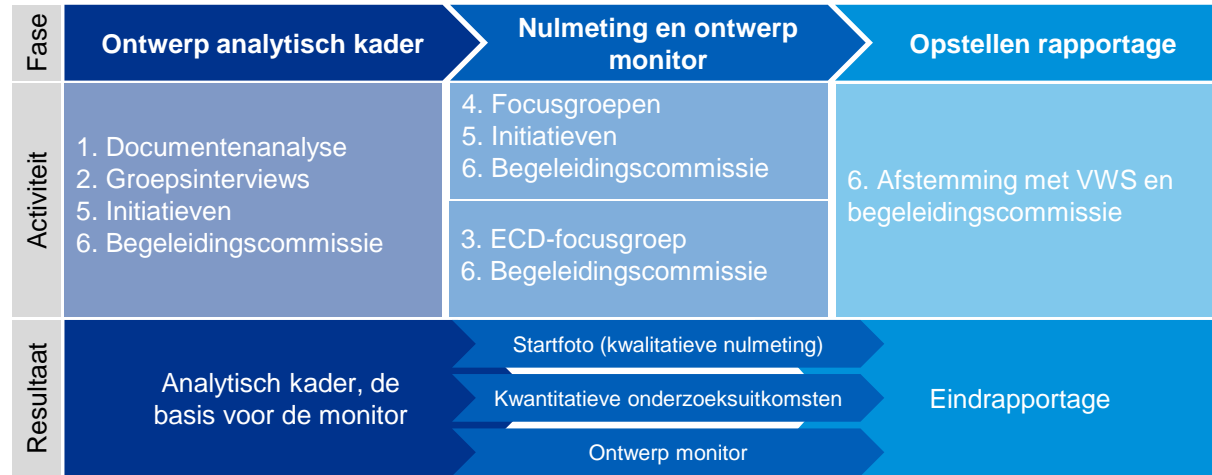 Fase
Ontwerp analytisch kader
Nulmeting en ontwerp
monitor
Opstellen rapportage
Activiteit
1. Documentenanalyse
2. Groepsinterviews
5. Initiatieven
6. Begeleidingscommissie
4. Focusgroepen
5. Initiatieven
6. Begeleidingscommissie
3. ECD-focusgroep
6. Begeleidingscommissie
6. Afstemming met VWS en
begeleidingscommissie
Resultaat
Analytisch kader, de
basis voor de monitor
Startfoto (kwalitatieve nulmeting)
Kwantitatieve onderzoeksuitkomsten
Ontwerp monitor
Eindrapportage